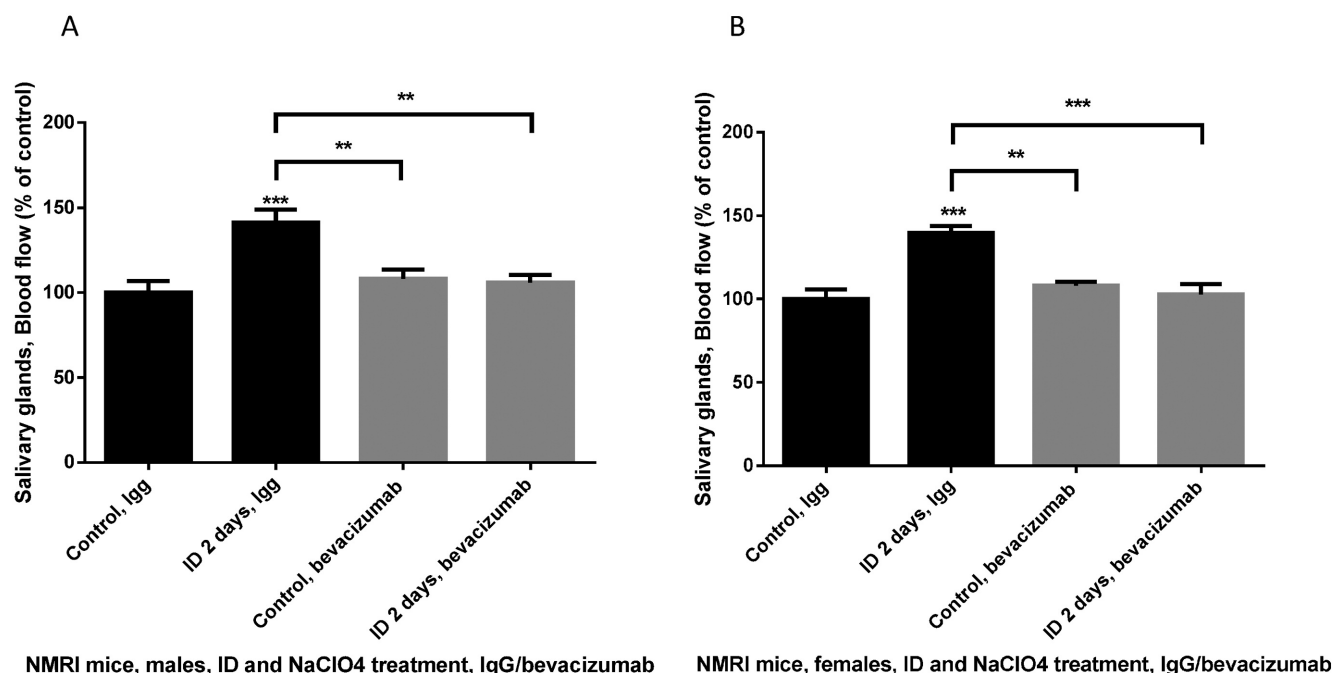 A
Salivary glands, Blood flow (% of control)
200
150
100
50
0
**
**
***
Control, Igg
ID 2 days, Igg
Control, bevacizumab
ID 2 days, bevacizumab
NMRI mice, males, ID and NaClO4 treatment, IgG/bevacizumab
B
Salivary glands, Blood flow (% of control)
200
150
100
50
0
***
**
***
Control, Igg
ID 2 days, Igg
Control, bevacizumab
ID 2 days, bevacizumab
NMRI mice, females, ID and NaClO4 treatment, IgG/bevacizumab